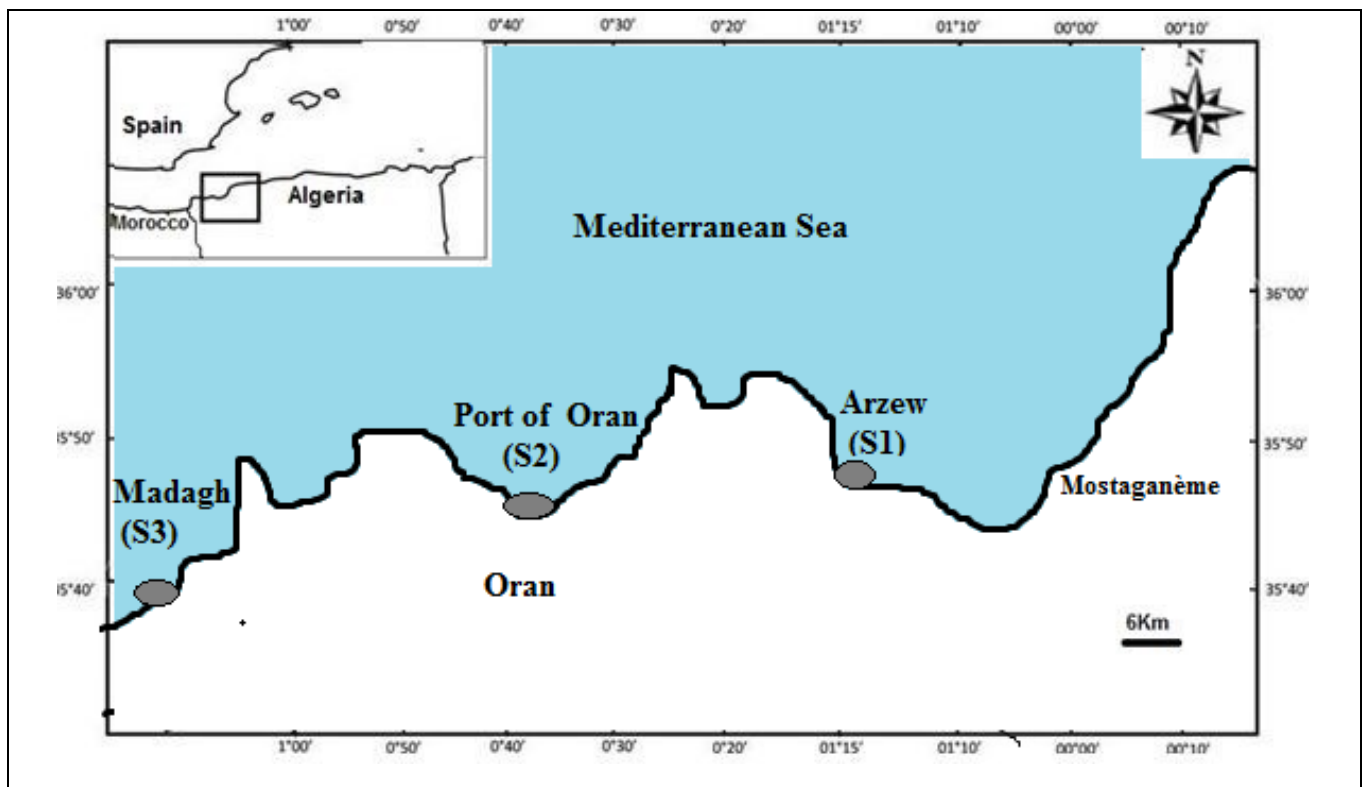 1°00' 0°50' 0°40' 0°30' 0°20' 01°15' 01°10' 00°00' 00°10'
N
Spain
Algeria
Morocco
Mediterranean Sea
36°00' 36°00'
Arzew
(S1)
Port of Oran
(S2)
35°50' 35°50'
Madagh
(S3)
Mostaganème
35°40' 35°40'
Oran
6Km
1°00' 0°50' 0°40' 0°30' 0°20' 01°15' 01°10' 00°00' 00°10'